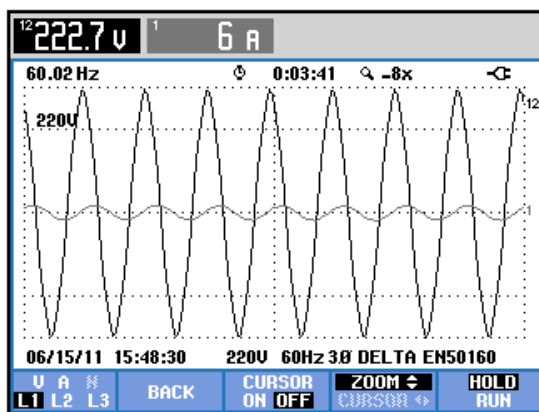 12 222.7 V 1 6 A
60.02 Hz 0:03:41 -8x
12
220V
1
06/15/11 15:48:30 220V 60Hz 3Ø DELTA EN50160
V A N BACK CURSOR ZOOM HOLD
L1 L2 L3 ON OFF CURSOR RUN